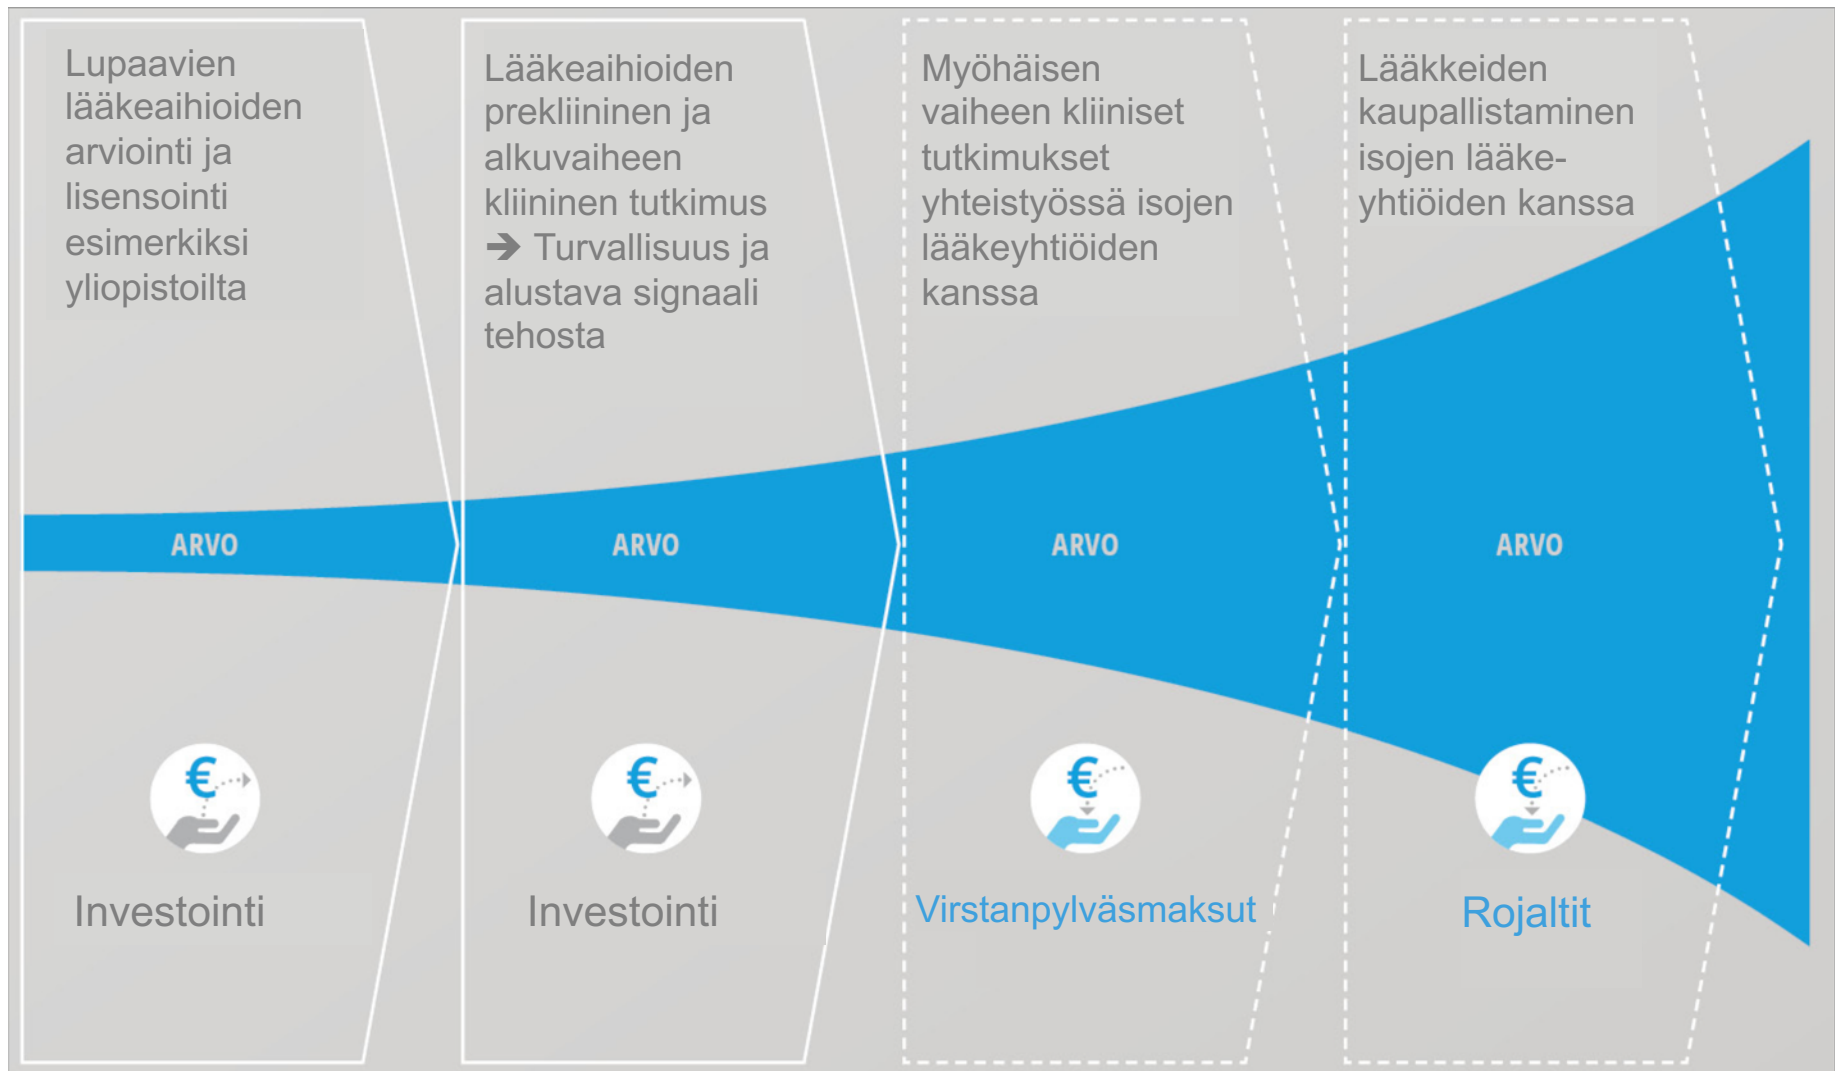 Lupaavien
lääkeaihioiden
arviointi ja
lisensointi
esimerkiksi
yliopistoilta
Lääkeaihioiden
prekliininen ja
alkuvaiheen
kliininen tutkimus
➔ Turvallisuus ja
alustava signaali
tehosta
Myöhäisen
vaiheen kliiniset
tutkimukset
yhteistyössä isojen
lääkeyhtiöiden
kanssa
Lääkkeiden
kaupallistaminen
isojen lääke-
yhtiöiden kanssa
ARVO
ARVO
ARVO
ARVO
€
€
€
€
Investointi
Investointi
Virstanpylväsmaksut
Rojaltit